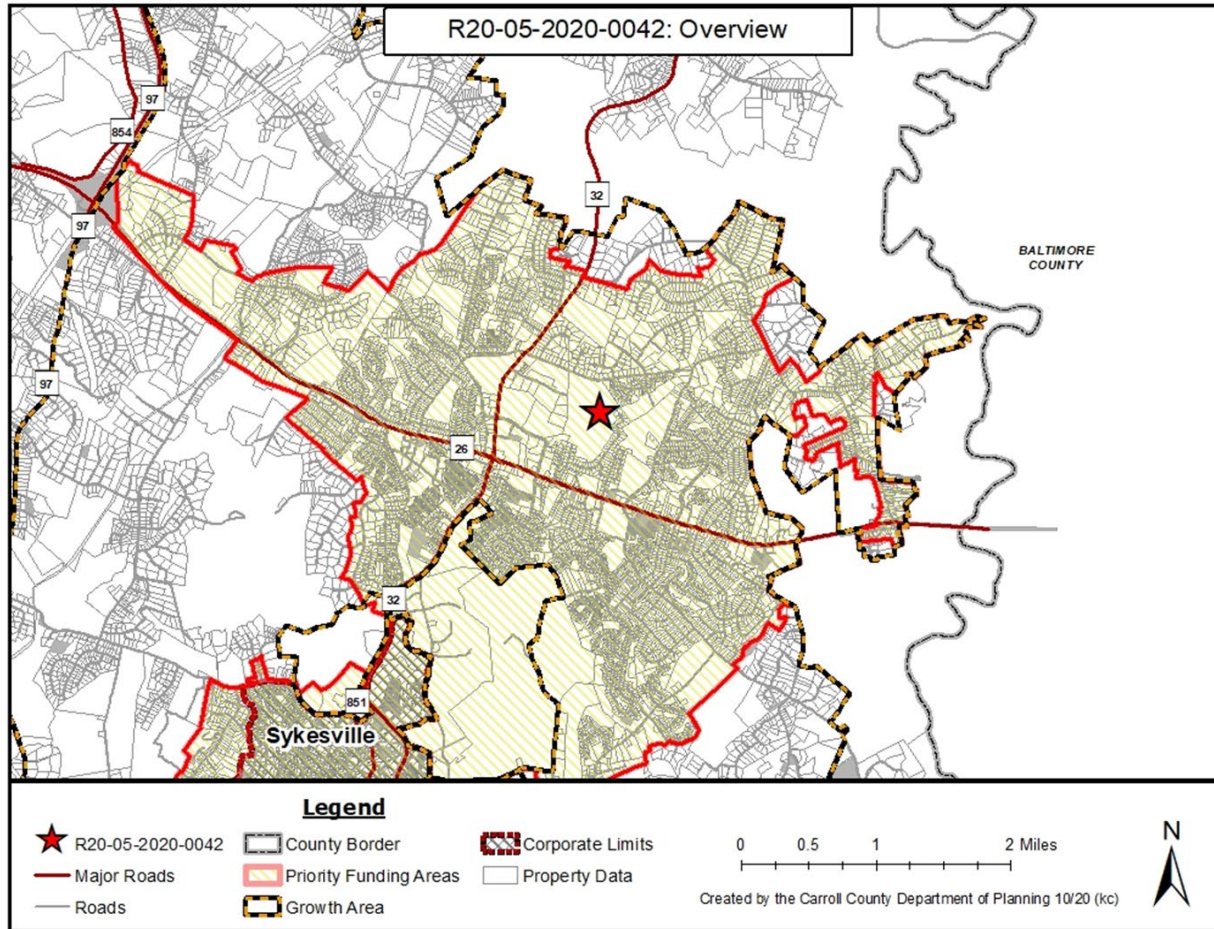 R20-05-2020-0042: Overview
97
854
97
32
BALTIMORE
COUNTY
97
26
32
851
Sykesville
Legend
R20-05-2020-0042
County Border
Corporate Limits
Major Roads
Priority Funding Areas
Property Data
Roads
Growth Area
0 0.5 1 2 Miles
Created by the Carroll County Department of Planning 10/20 (kc)
N